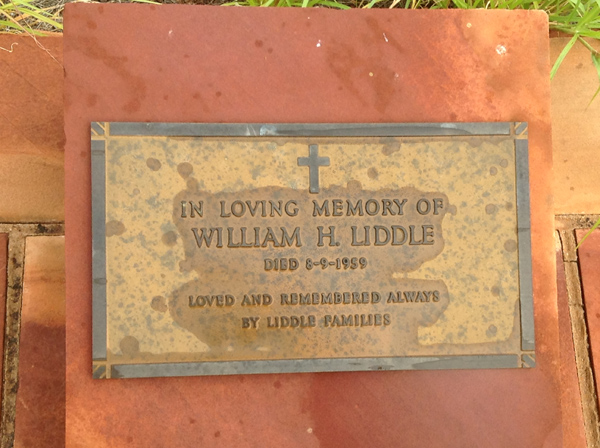 IN LOVING MEMORY OF
WILLIAM H. LIDDLE
DIED 8-9-1959
LOVED AND REMEMBERED ALWAYS
BY LIDDLE FAMILIES